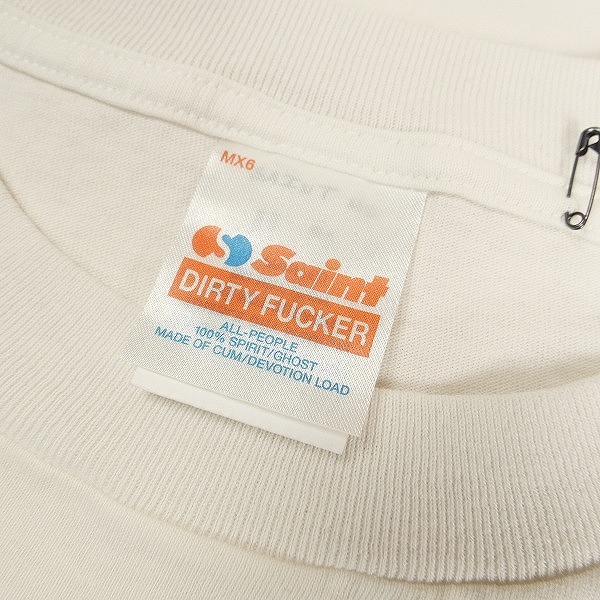 MX6
Saint
DIRTY FUCKER
ALL-PEOPLE
100% SPIRIT/GHOST
MADE OF CUM/DEVOTION LOAD